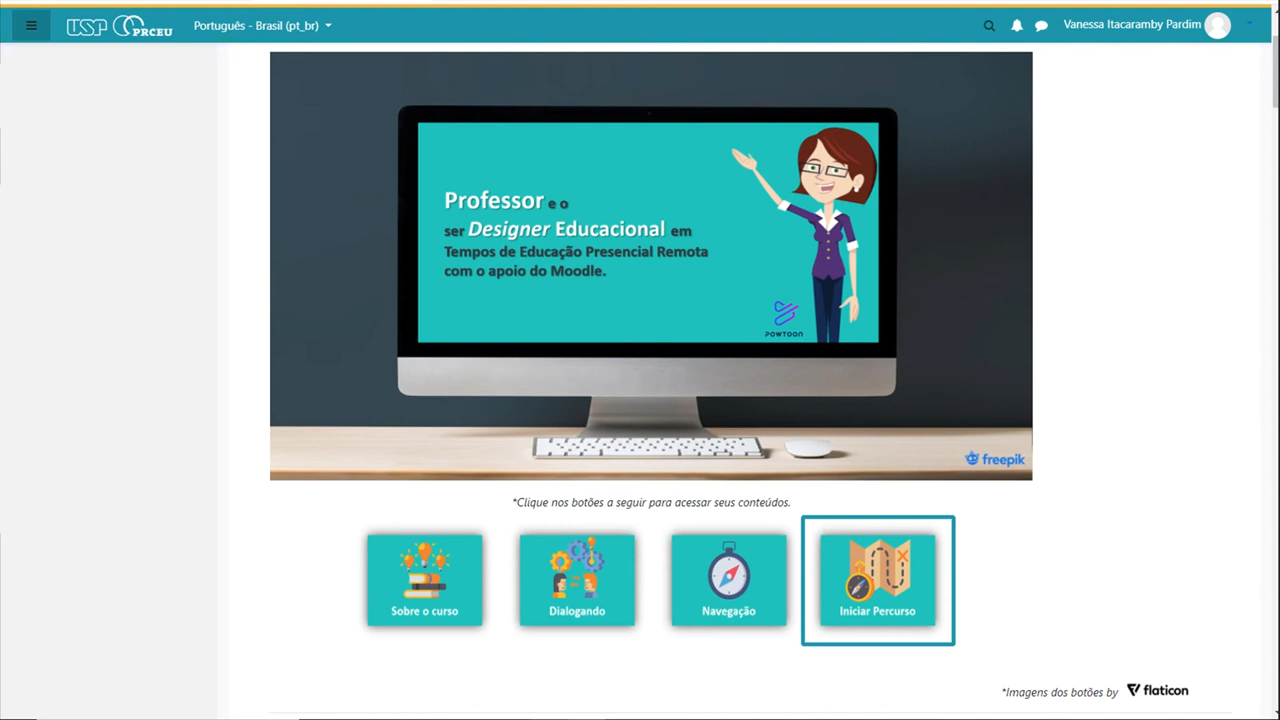 USP PRCEU Português - Brasil (pt_br) Vanessa Itacaramby Pardim
Professor e o
ser Designer Educacional em
Tempos de Educação Presencial Remota
com o apoio do Moodle.
POWTOON
freepik
*Clique nos botões a seguir para acessar seus conteúdos.
Sobre o curso Dialogando Navegação Iniciar Percurso
*Imagens dos botões by flaticon